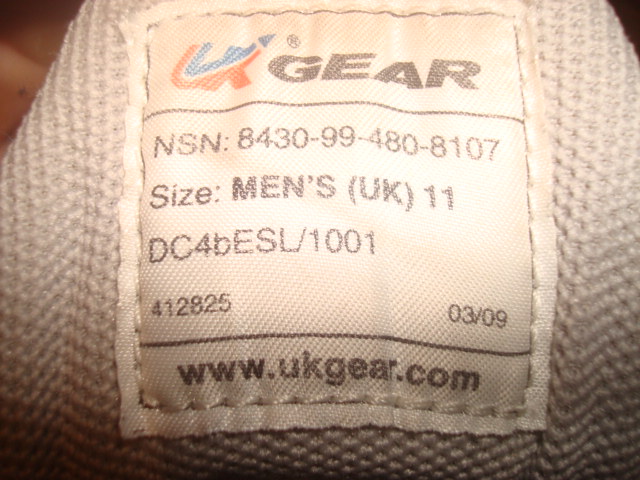 UK® GEAR
NSN: 8430-99-480-8107
Size: MEN'S (UK) 11
DC4bESL/1001
412825 03/09
www.ukgear.com